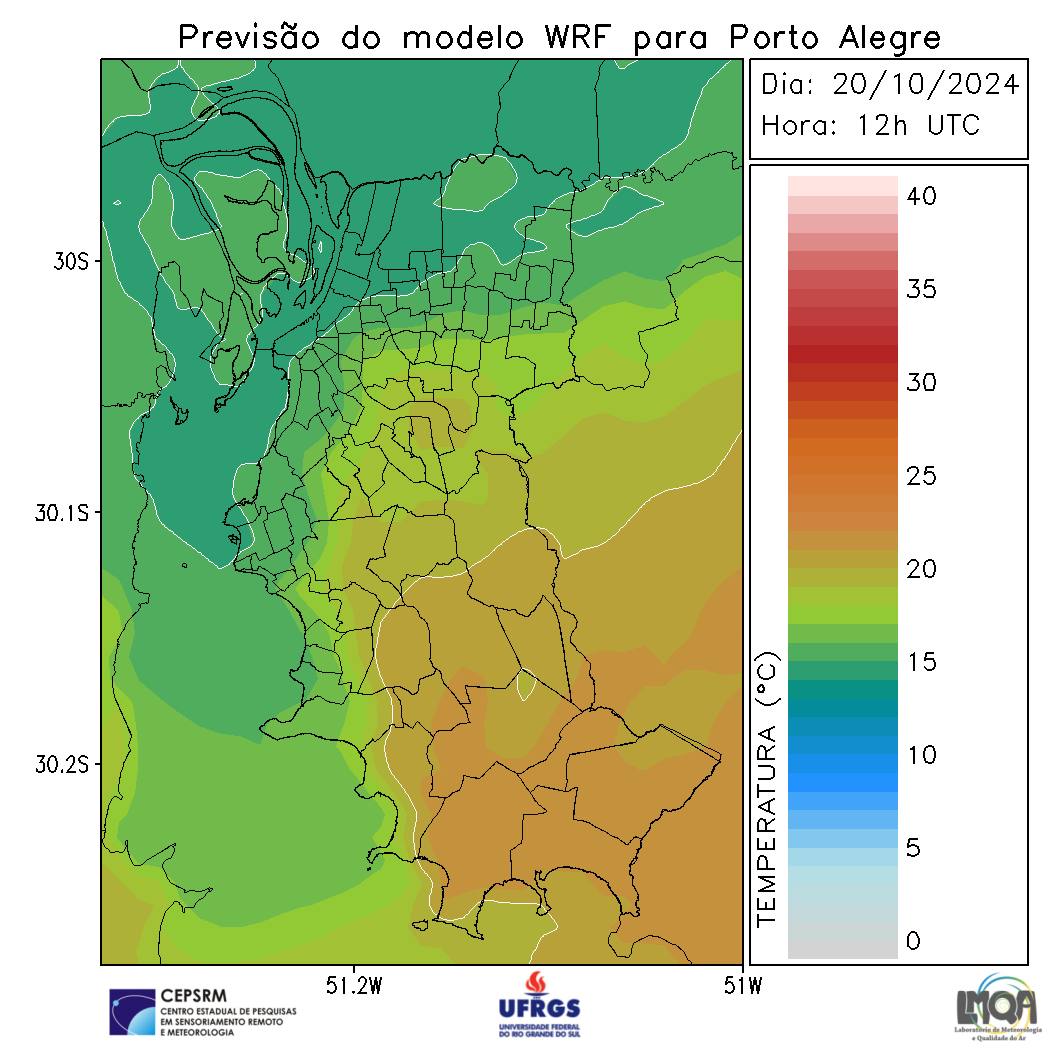 Previsão do modelo WRF para Porto Alegre
Dia: 20/10/2024
Hora: 12h UTC
40
35
30
25
20
15
10
5
0
TEMPERATURA (°C)
30S
30.1S
30.2S
51.2W
51W
CEPSRM
CENTRO ESTADUAL DE PESQUISAS
EM SENSORIAMENTO REMOTO
E METEOROLOGIA
UFRGS
UNIVERSIDADE FEDERAL
DO RIO GRANDE DO SUL
LMQA
Laboratório de Meteorologia
e Qualidade do Ar